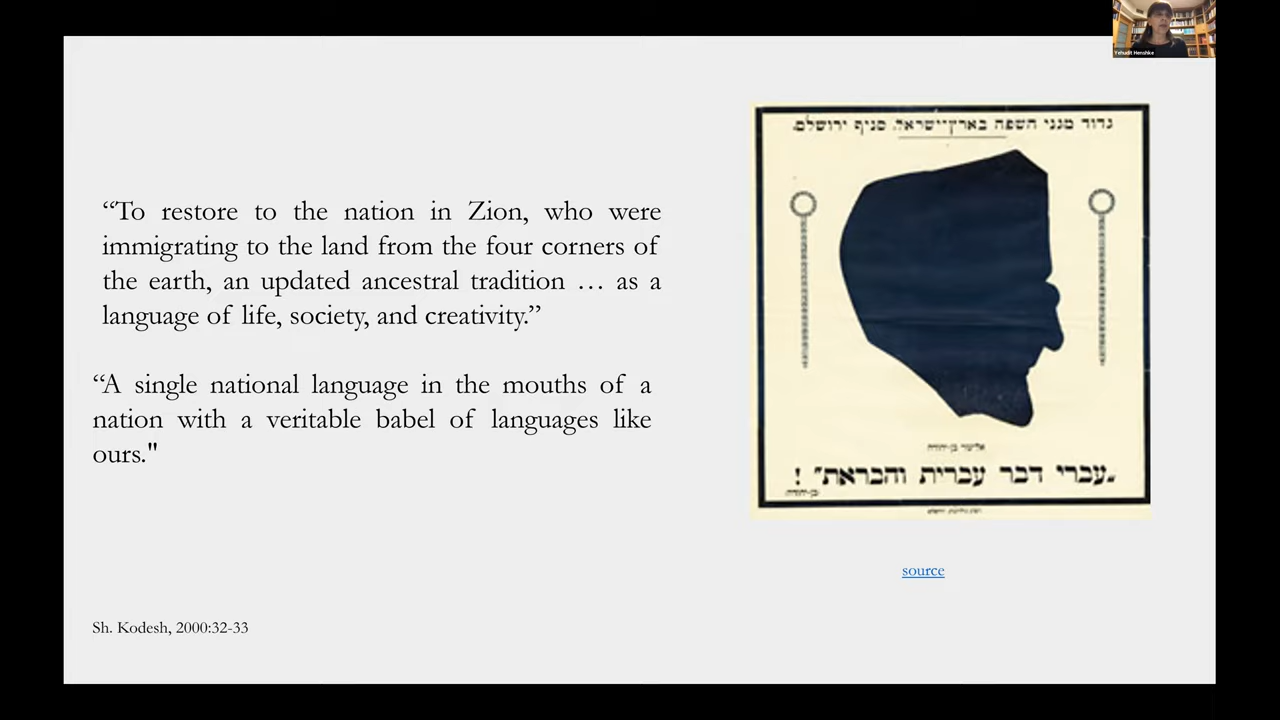 Yehudit Henshke
“To restore to the nation in Zion, who were
immigrating to the land from the four corners of
the earth, an updated ancestral tradition … as a
language of life, society, and creativity.”
“A single national language in the mouths of a
nation with a veritable babel of languages like
ours."
Sh. Kodesh, 2000:32-33
גדוד מגני השפה בארץ־ישראל. סניף ירושלם.
אליעזר בן־יהודה
„עברי דבר עברית והבראת" !
source